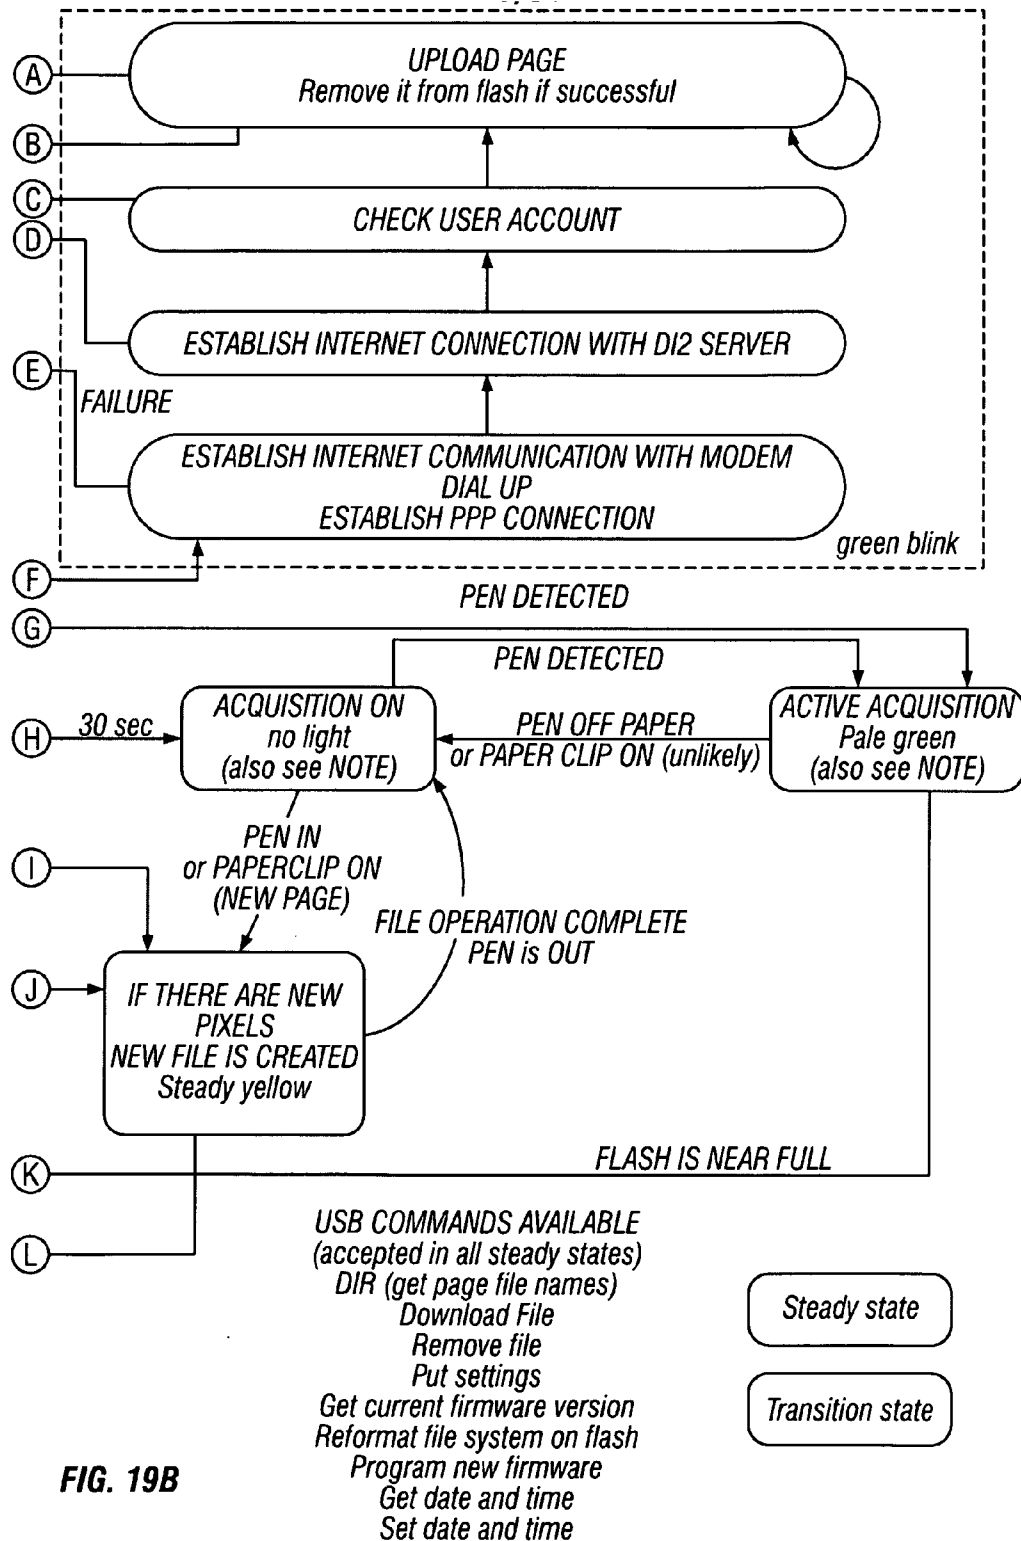 A
UPLOAD PAGE
Remove it from flash if successful
B
C
CHECK USER ACCOUNT
D
ESTABLISH INTERNET CONNECTION WITH DI2 SERVER
E
FAILURE
ESTABLISH INTERNET COMMUNICATION WITH MODEM
DIAL UP
ESTABLISH PPP CONNECTION
green blink
F
PEN DETECTED
G
PEN DETECTED
H
30 sec
ACQUISITION ON
no light
(also see NOTE)
PEN OFF PAPER
or PAPER CLIP ON (unlikely)
ACTIVE ACQUISITION
Pale green
(also see NOTE)
PEN IN
or PAPERCLIP ON
(NEW PAGE)
I
FILE OPERATION COMPLETE
PEN is OUT
J
IF THERE ARE NEW
PIXELS
NEW FILE IS CREATED
Steady yellow
K
FLASH IS NEAR FULL
L
USB COMMANDS AVAILABLE
(accepted in all steady states)
DIR (get page file names)
Download File
Remove file
Put settings
Get current firmware version
Reformat file system on flash
Program new firmware
Get date and time
Set date and time
Steady state
Transition state
FIG. 19B